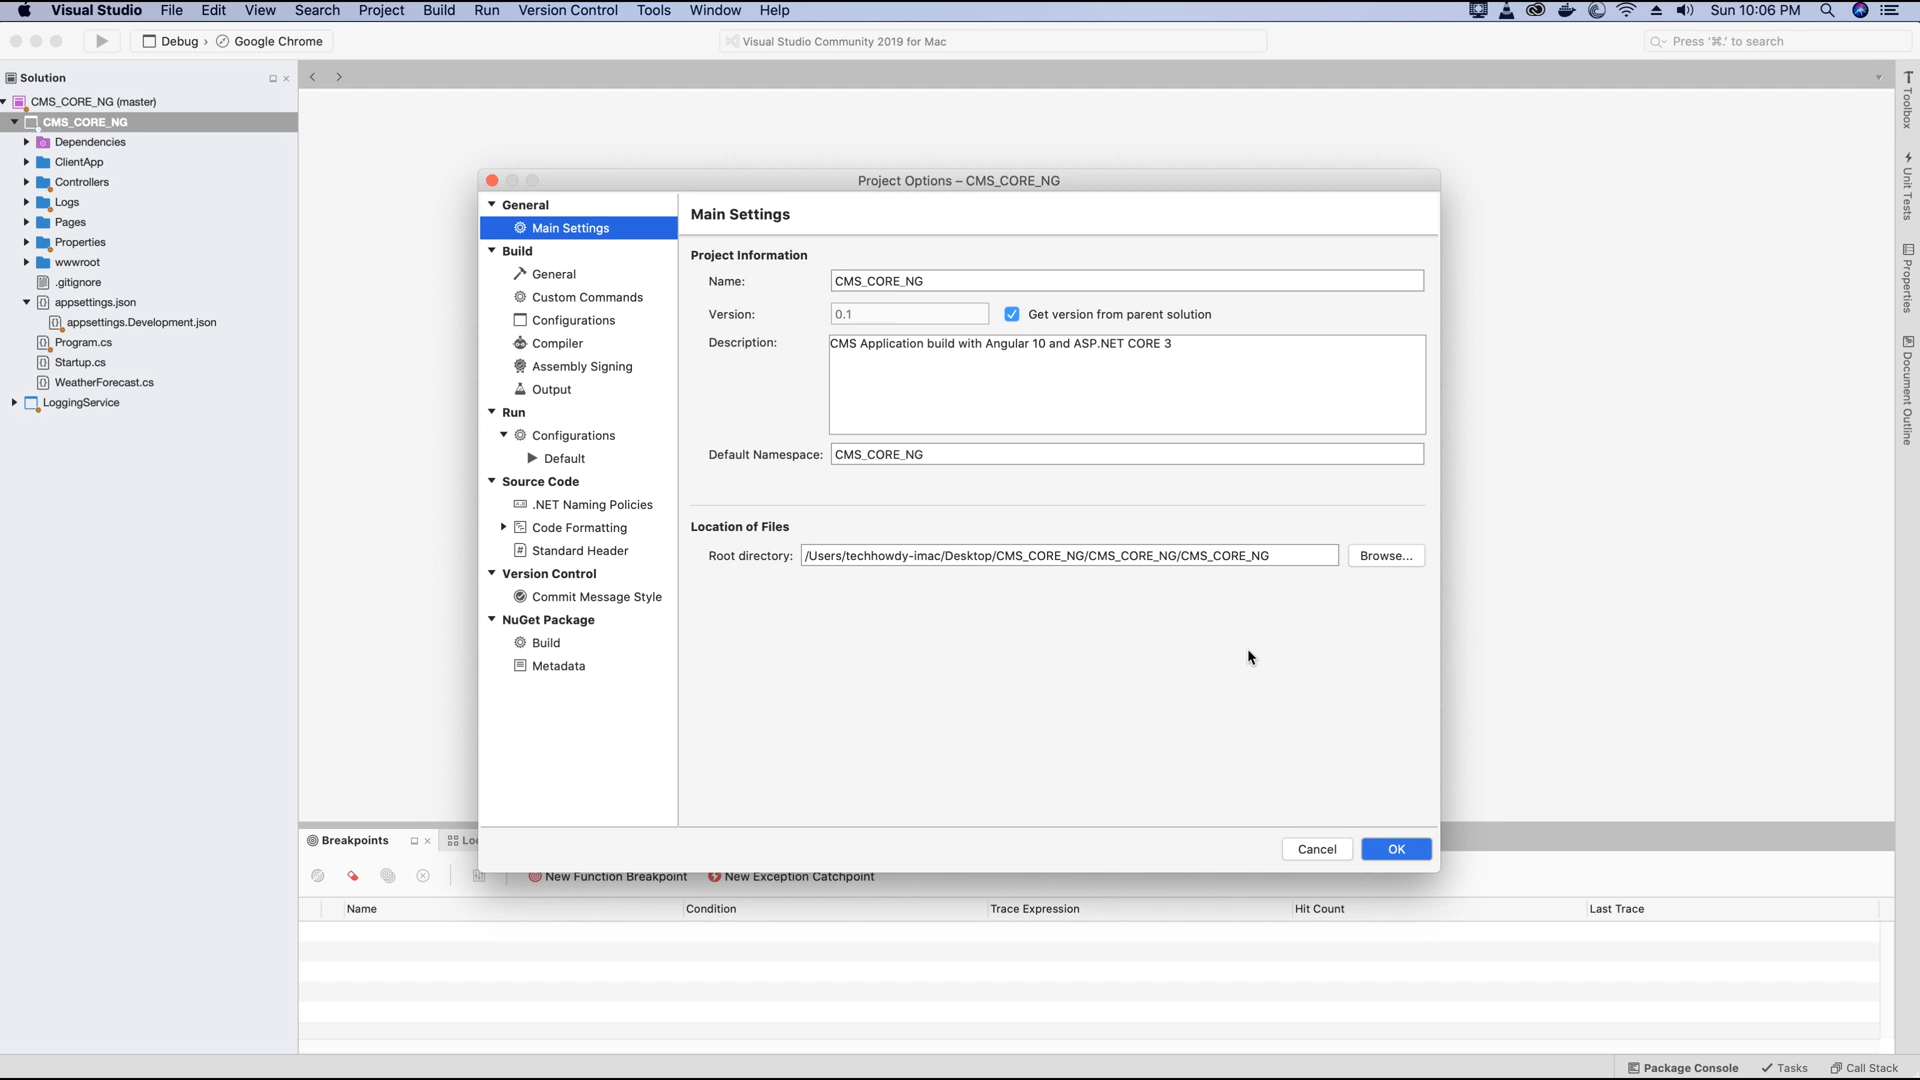 Visual Studio File Edit View Search Project Build Run Version Control Tools Window Help Sun 10:06 PM
Debug › Google Chrome Visual Studio Community 2019 for Mac Press '⌘.' to search
Solution
CMS_CORE_NG (master)
CMS_CORE_NG
Dependencies
ClientApp
Controllers
Logs
Pages
Properties
wwwroot
.gitignore
appsettings.json
appsettings.Development.json
Program.cs
Startup.cs
WeatherForecast.cs
LoggingService
Project Options – CMS_CORE_NG
General
Main Settings
Build
General
Custom Commands
Configurations
Compiler
Assembly Signing
Output
Run
Configurations
Default
Source Code
.NET Naming Policies
Code Formatting
Standard Header
Version Control
Commit Message Style
NuGet Package
Build
Metadata
Main Settings
Project Information
Name: CMS_CORE_NG
Version: 0.1 Get version from parent solution
Description: CMS Application build with Angular 10 and ASP.NET CORE 3
Default Namespace: CMS_CORE_NG
Location of Files
Root directory: /Users/techhowdy-imac/Desktop/CMS_CORE_NG/CMS_CORE_NG/CMS_CORE_NG Browse...
Cancel OK
Breakpoints Loc
New Function Breakpoint New Exception Catchpoint
Name Condition Trace Expression Hit Count Last Trace
Toolbox
Unit Tests
Properties
Document Outline
Package Console Tasks Call Stack